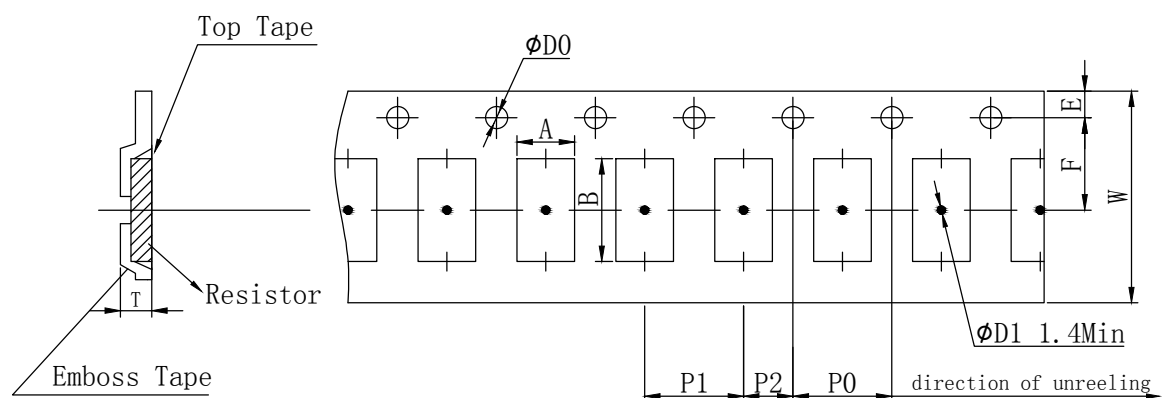 Top Tape
ϕD0
A
B
E
F
W
T
Resistor
Emboss Tape
ϕD1 1.4Min
P1
P2
P0
direction of unreeling